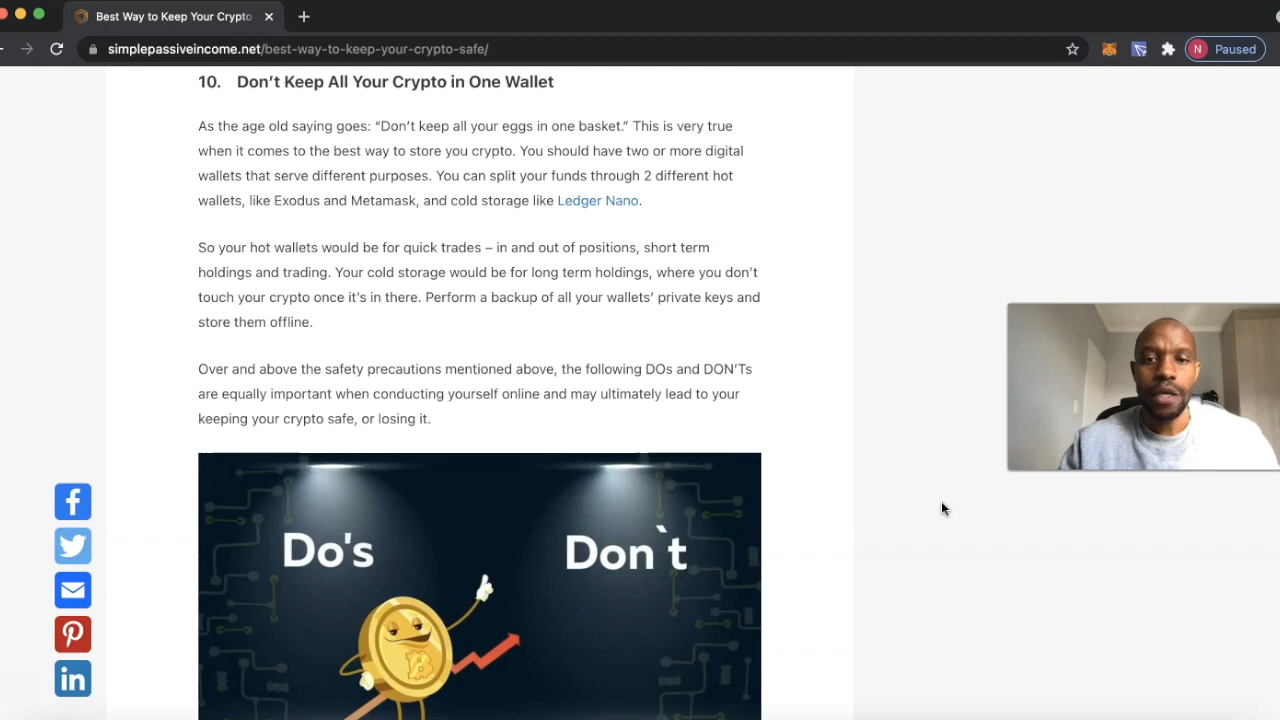 Best Way to Keep Your Crypto
simplepassiveincome.net/best-way-to-keep-your-crypto-safe/
N Paused
10. Don't Keep All Your Crypto in One Wallet
As the age old saying goes: “Don't keep all your eggs in one basket.” This is very true
when it comes to the best way to store you crypto. You should have two or more digital
wallets that serve different purposes. You can split your funds through 2 different hot
wallets, like Exodus and Metamask, and cold storage like Ledger Nano.
So your hot wallets would be for quick trades – in and out of positions, short term
holdings and trading. Your cold storage would be for long term holdings, where you don't
touch your crypto once it's in there. Perform a backup of all your wallets' private keys and
store them offline.
Over and above the safety precautions mentioned above, the following DOs and DON'Ts
are equally important when conducting yourself online and may ultimately lead to your
keeping your crypto safe, or losing it.
Do's
Don`t